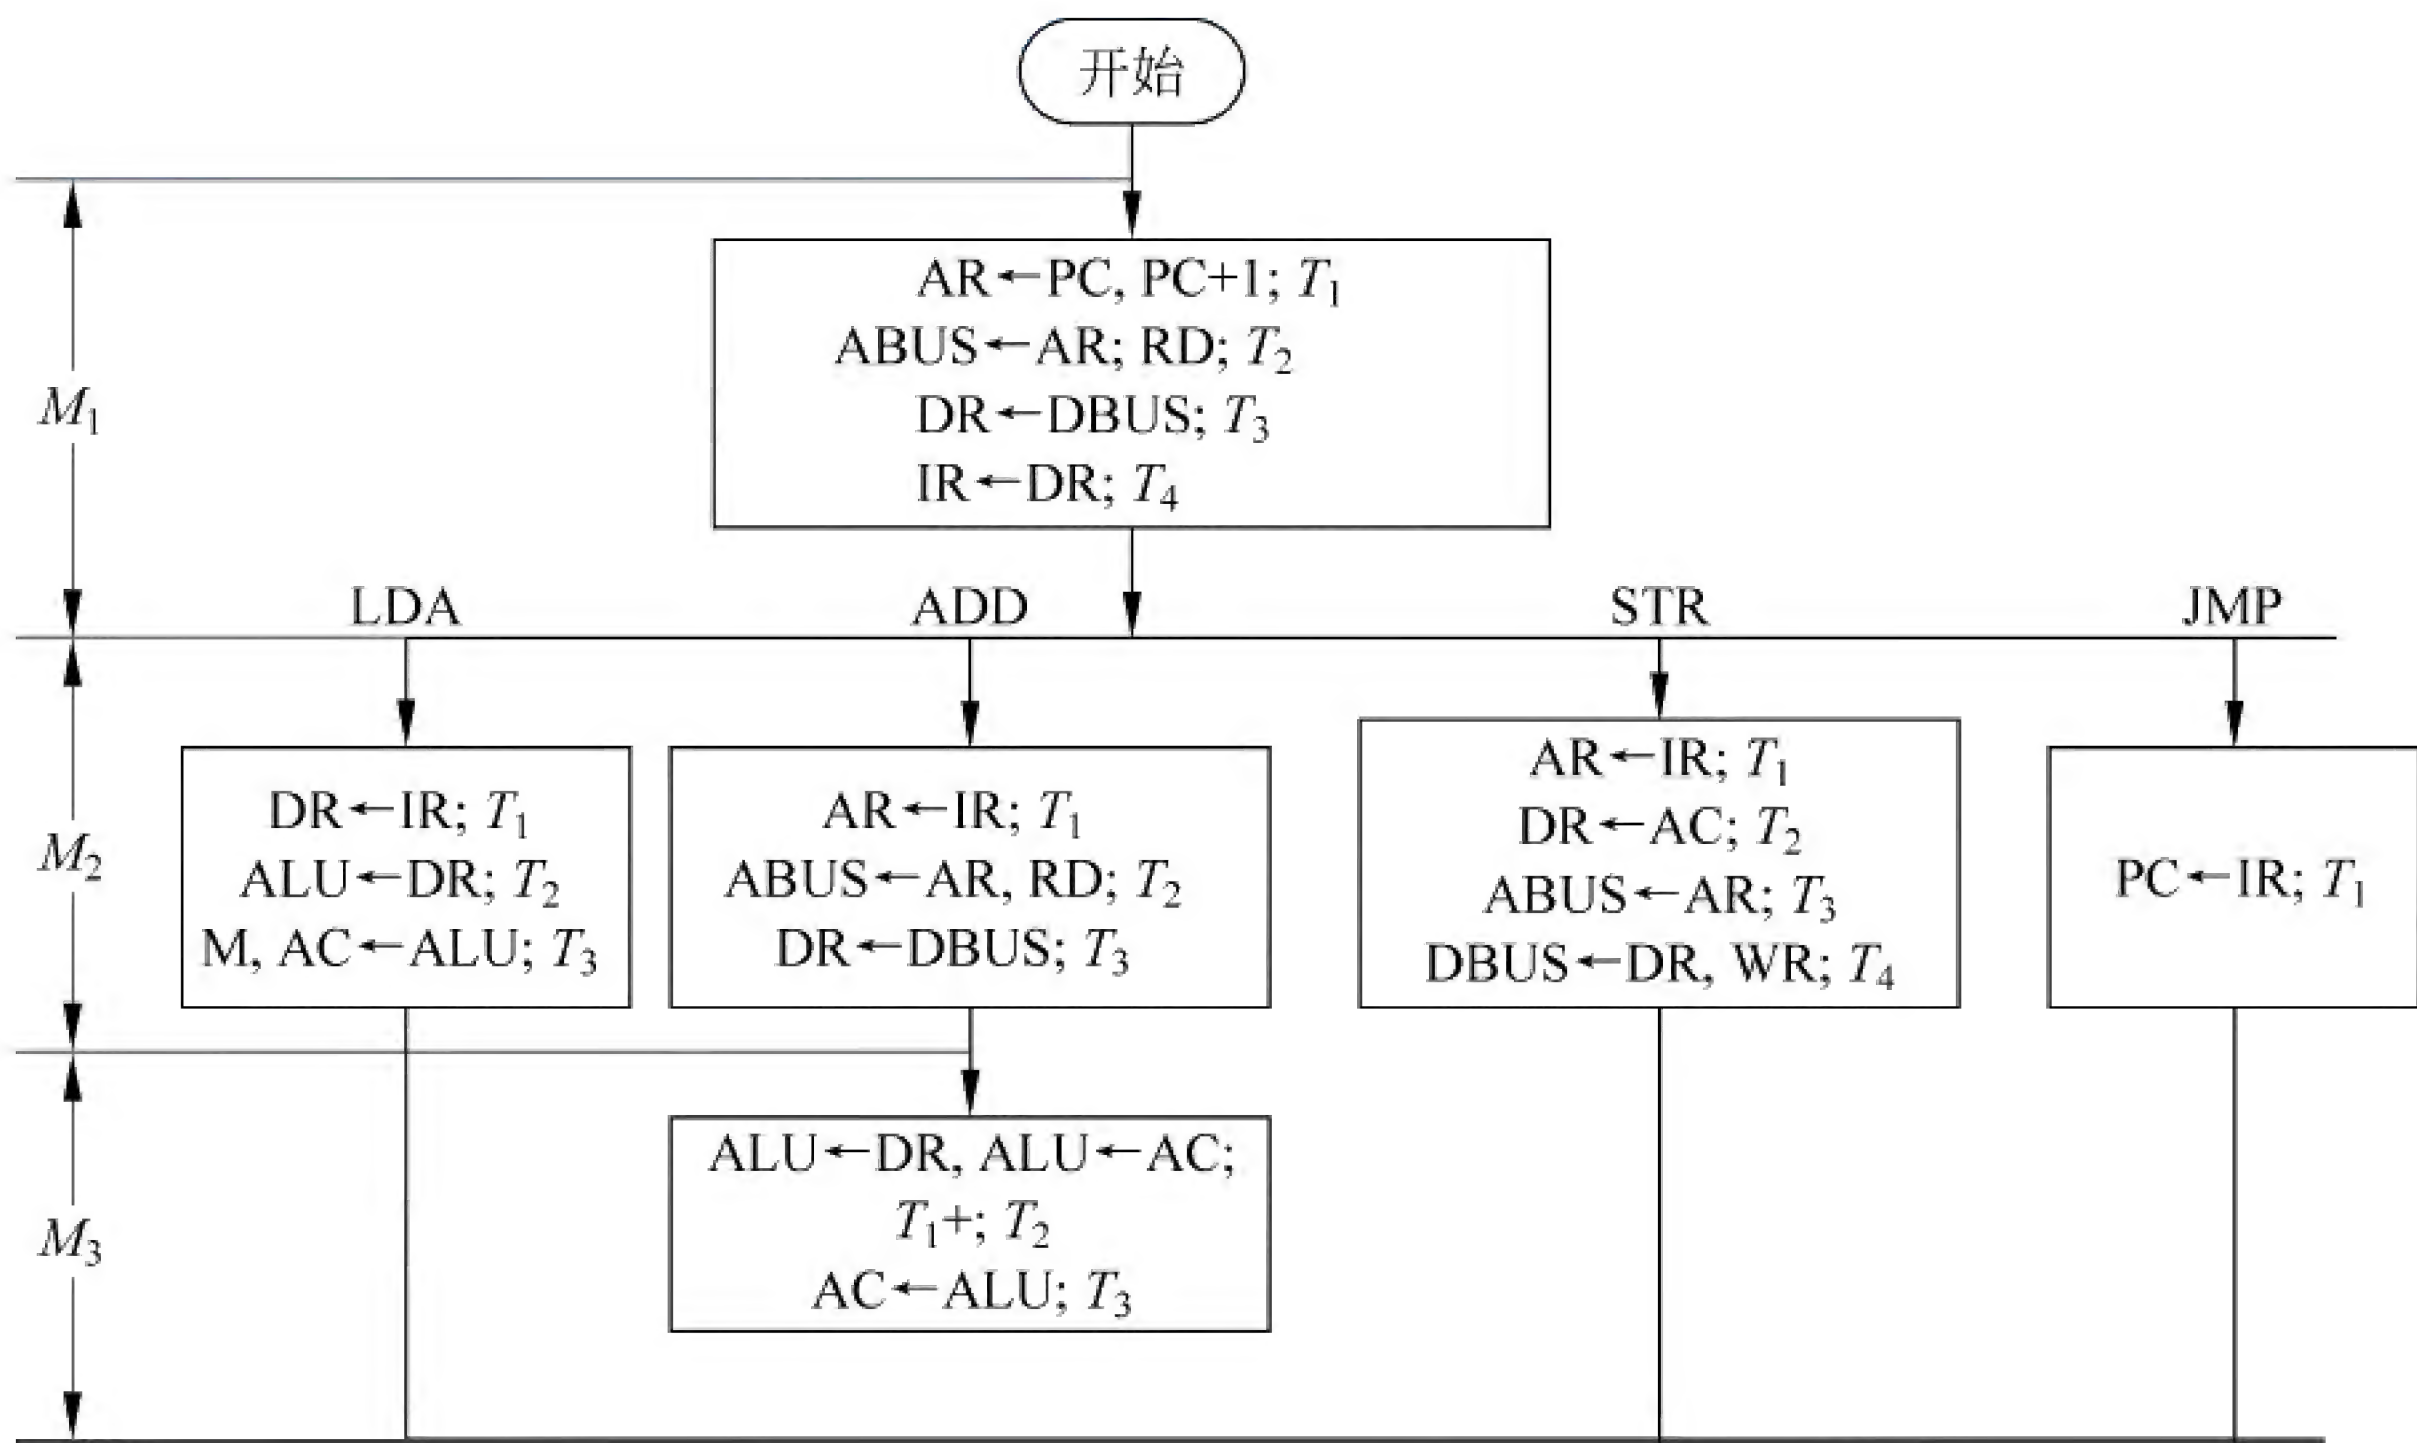 开始
AR←PC, PC+1; T₁
ABUS←AR; RD; T₂
DR←DBUS; T₃
IR←DR; T₄
M₁
LDA
ADD
STR
JMP
M₂
DR←IR; T₁
ALU←DR; T₂
M, AC←ALU; T₃
AR←IR; T₁
ABUS←AR, RD; T₂
DR←DBUS; T₃
AR←IR; T₁
DR←AC; T₂
ABUS←AR; T₃
DBUS←DR, WR; T₄
PC←IR; T₁
M₃
ALU←DR, ALU←AC;
T₁+; T₂
AC←ALU; T₃